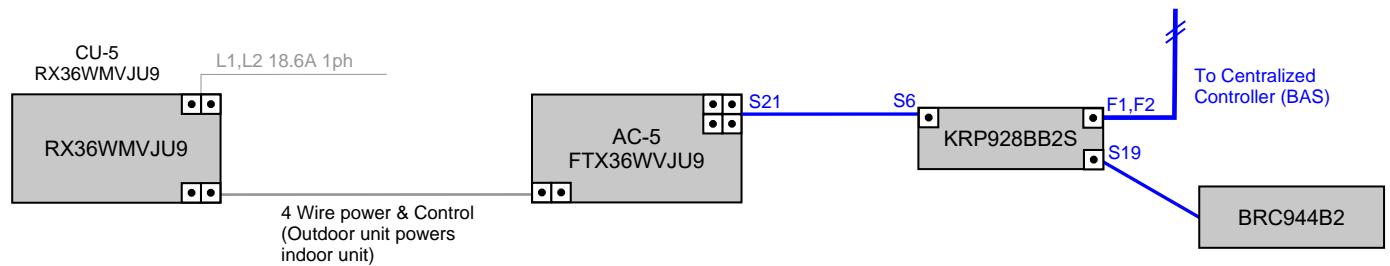 CU-5
RX36WMVJU9
L1,L2 18.6A 1ph
RX36WMVJU9
4 Wire power & Control
(Outdoor unit powers
indoor unit)
AC-5
FTX36WVJU9
S21
S6
KRP928BB2S
F1,F2
S19
To Centralized
Controller (BAS)
BRC944B2